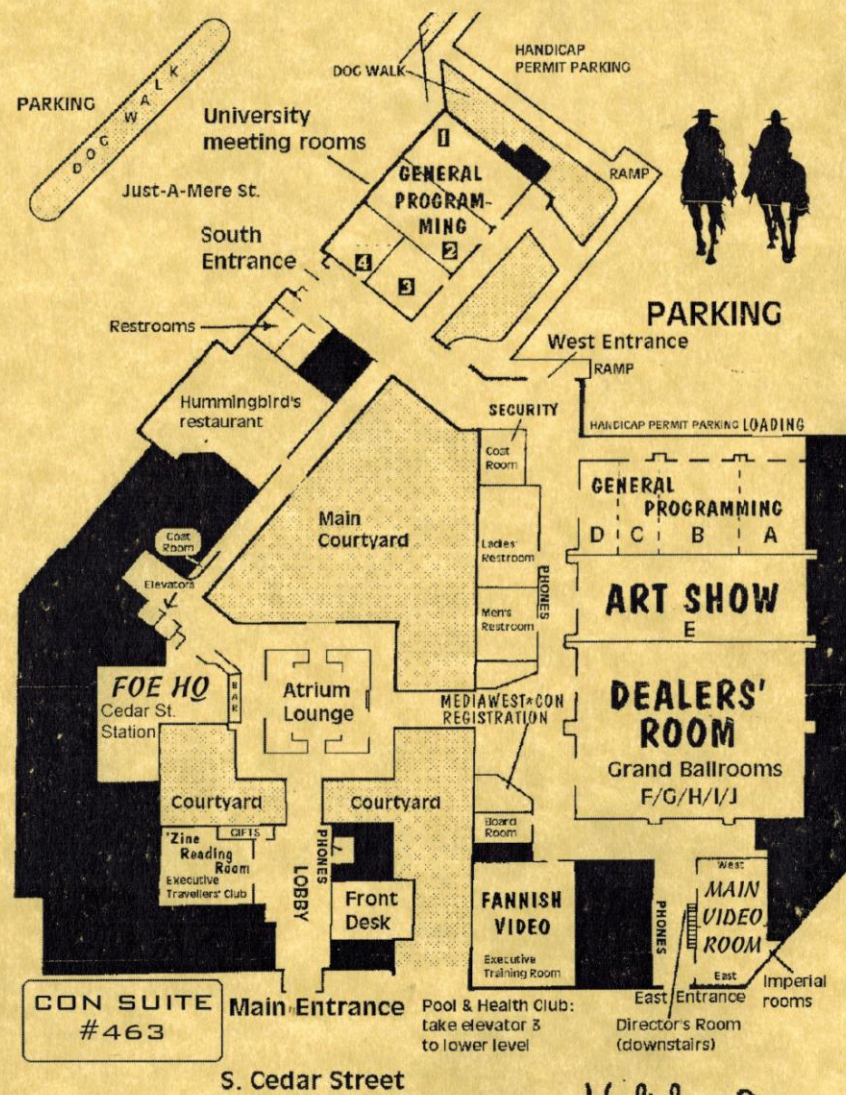 PARKING
DOG WALK
DOG WALK
HANDICAP
PERMIT PARKING
University
meeting rooms
Just-A-Mere St.
1
GENERAL
PROGRAM-
MING
2
3
4
RAMP
South
Entrance
PARKING
Restrooms
West Entrance
RAMP
Hummingbird's
restaurant
SECURITY
HANDICAP PERMIT PARKING LOADING
Coat
Room
GENERAL
PROGRAMMING
D C B A
Main
Courtyard
Ladies'
Restroom
PHONES
Coat
Room
Elevators
Men's
Restroom
ART SHOW
E
FOE HQ
Cedar St.
Station
BAR
Atrium
Lounge
MEDIAWEST*CON
REGISTRATION
DEALERS'
ROOM
Grand Ballrooms
F/G/H/I/J
Courtyard
Courtyard
GIFTS
'Zine
Reading
Room
Executive
Travellers' Club
PHONES
LOBBY
Front
Desk
Board
Room
FANNISH
VIDEO
Executive
Training Room
PHONES
West
MAIN
VIDEO
ROOM
East
Imperial
rooms
East Entrance
Director's Room
(downstairs)
CON SUITE
#463
Main Entrance
Pool & Health Club:
take elevator 3
to lower level
S. Cedar Street